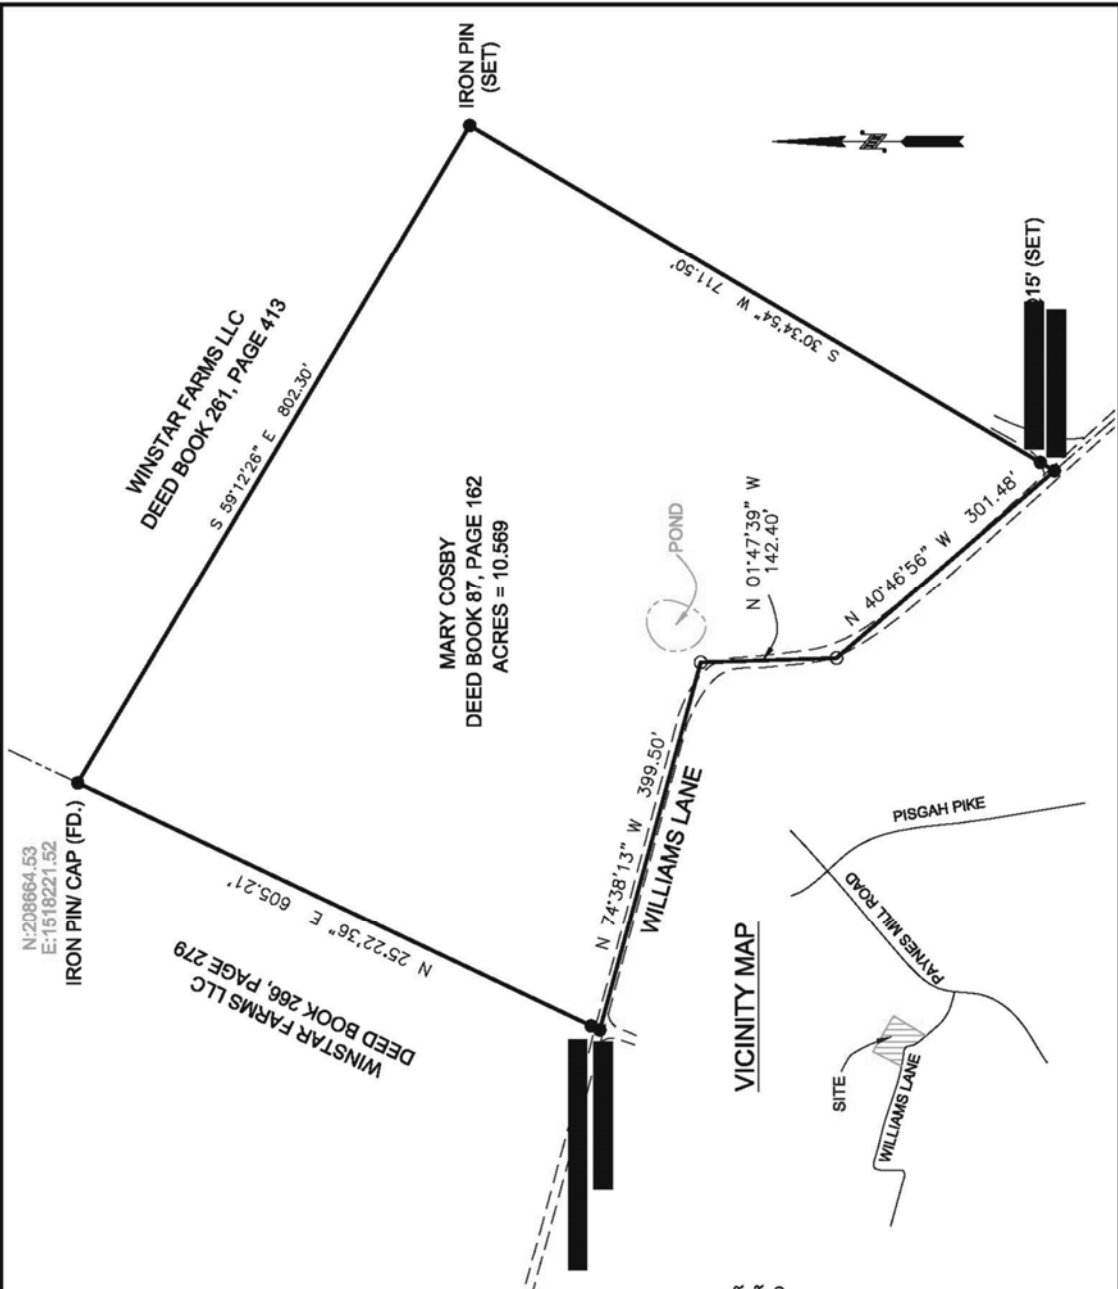 N:208664.53
E:1518221.52
IRON PIN/ CAP (FD.)
IRON PIN
(SET)
WINSTAR FARMS LLC
DEED BOOK 261, PAGE 413
S 59°12'26" E 802.30'
S 30°34'54" W 711.50'
MARY COSBY
DEED BOOK 87, PAGE 162
ACRES = 10.569
POND
N 01°47'39" W
142.40'
N 40°46'56" W 301.48'
215' (SET)
N 25°22'36" E 605.21'
WINSTAR FARMS LLC
DEED BOOK 266, PAGE 279
N 74°38'13" W 399.50'
WILLIAMS LANE
VICINITY MAP
PISGAH PIKE
PAYNES MILL ROAD
SITE
WILLIAMS LANE